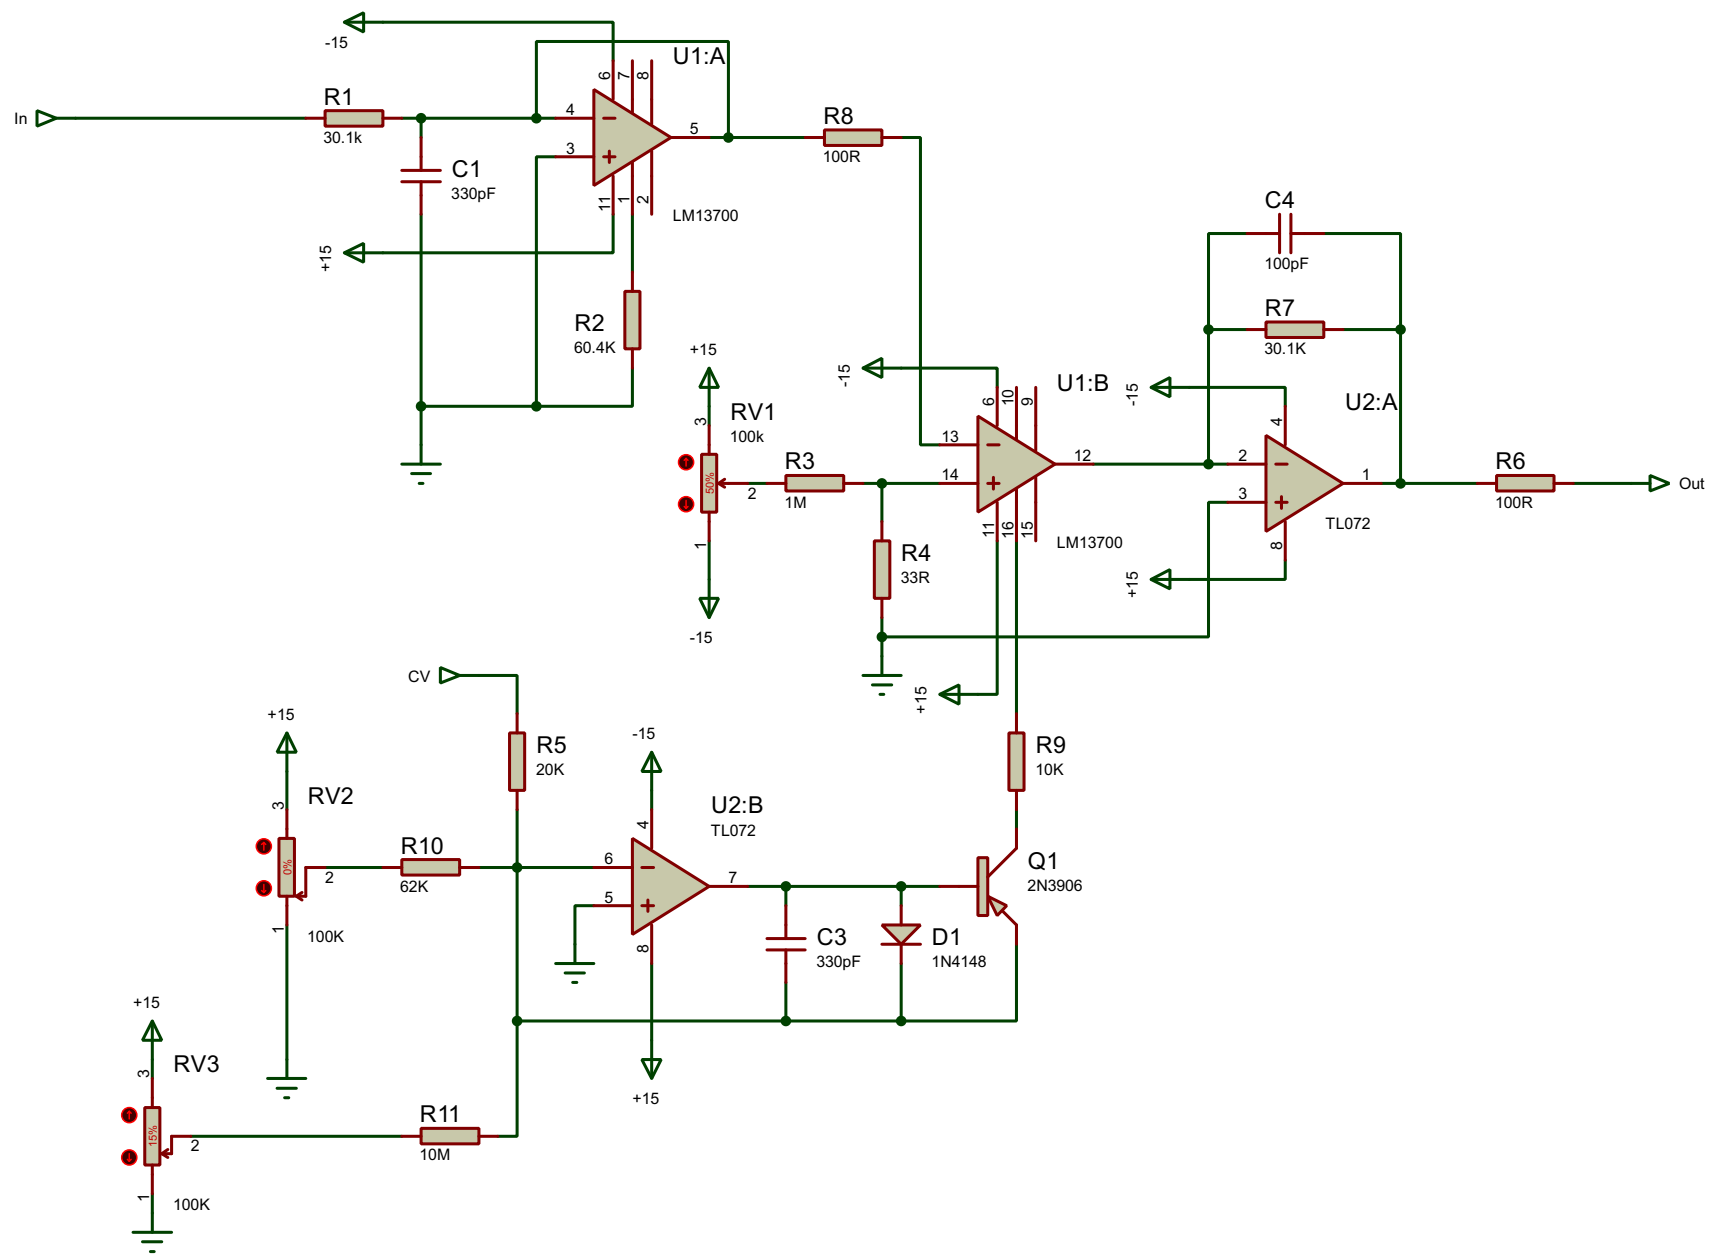 -15
U1:A
6
7
8
In
R1
30.1k
4
3
5
R8
100R
C1
330pF
11
1
2
LM13700
+15
C4
100pF
R2
60.4K
R7
30.1K
+15
-15
6
10
9
U1:B
-15
4
U2:A
3
RV1
100k
50%
2
1
R3
1M
13
14
12
2
3
1
R6
100R
Out
TL072
11
16
15
LM13700
8
R4
33R
+15
-15
CV
+15
+15
-15
R5
20K
R9
10K
3
RV2
0%
2
1
100K
R10
62K
4
U2:B
TL072
6
5
7
8
Q1
2N3906
C3
330pF
D1
1N4148
+15
3
RV3
15%
2
1
100K
R11
10M
+15